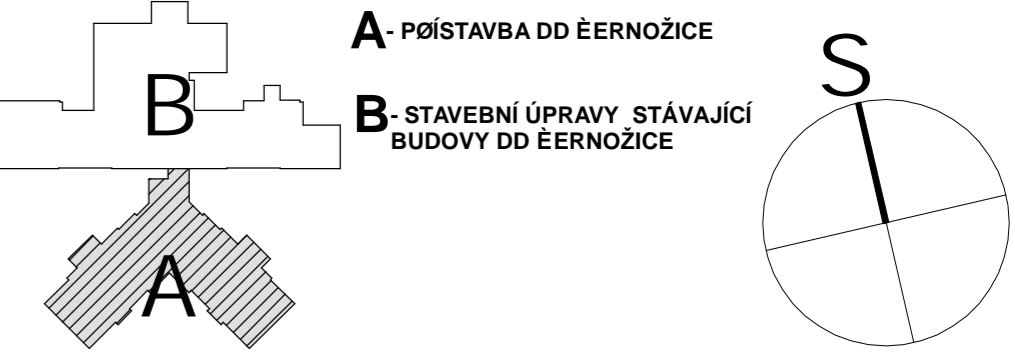 A- PØÍSTAVBA DD ÈERNOŽICE
B- STAVEBNÍ ÚPRAVY STÁVAJÍCÍ
BUDOVY DD ÈERNOŽICE
S
B
A